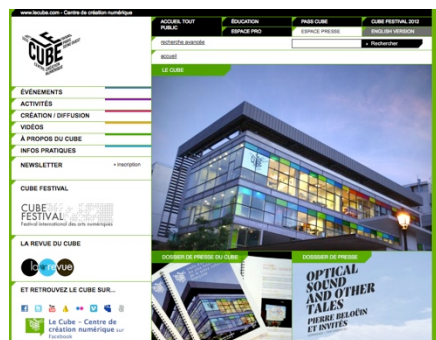 www.lecube.com - Centre de création numérique
ACCUEIL TOUT PUBLIC
ÉDUCATION
PASS CUBE
CUBE FESTIVAL 2012
ESPACE PRO
ESPACE PRESSE
ENGLISH VERSION
recherche avancée
Rechercher
accueil
LE CUBE
LE CUBE
ÉVÉNEMENTS
ACTIVITÉS
CRÉATION / DIFFUSION
VIDÉOS
À PROPOS DU CUBE
INFOS PRATIQUES
NEWSLETTER
+ inscription
CUBE FESTIVAL
CUBE
FESTIVAL
Festival international des arts numériques
LA REVUE DU CUBE
la revue
ET RETROUVEZ LE CUBE SUR...
Le Cube - Centre de
création numérique sur
Facebook
DOSSIER DE PRESSE DU CUBE
DOSSSIER DE PRESSE
OPTICAL
SOUND
AND OTHER
TALES
PIERRE BELOÜIN
ET INVITÉS